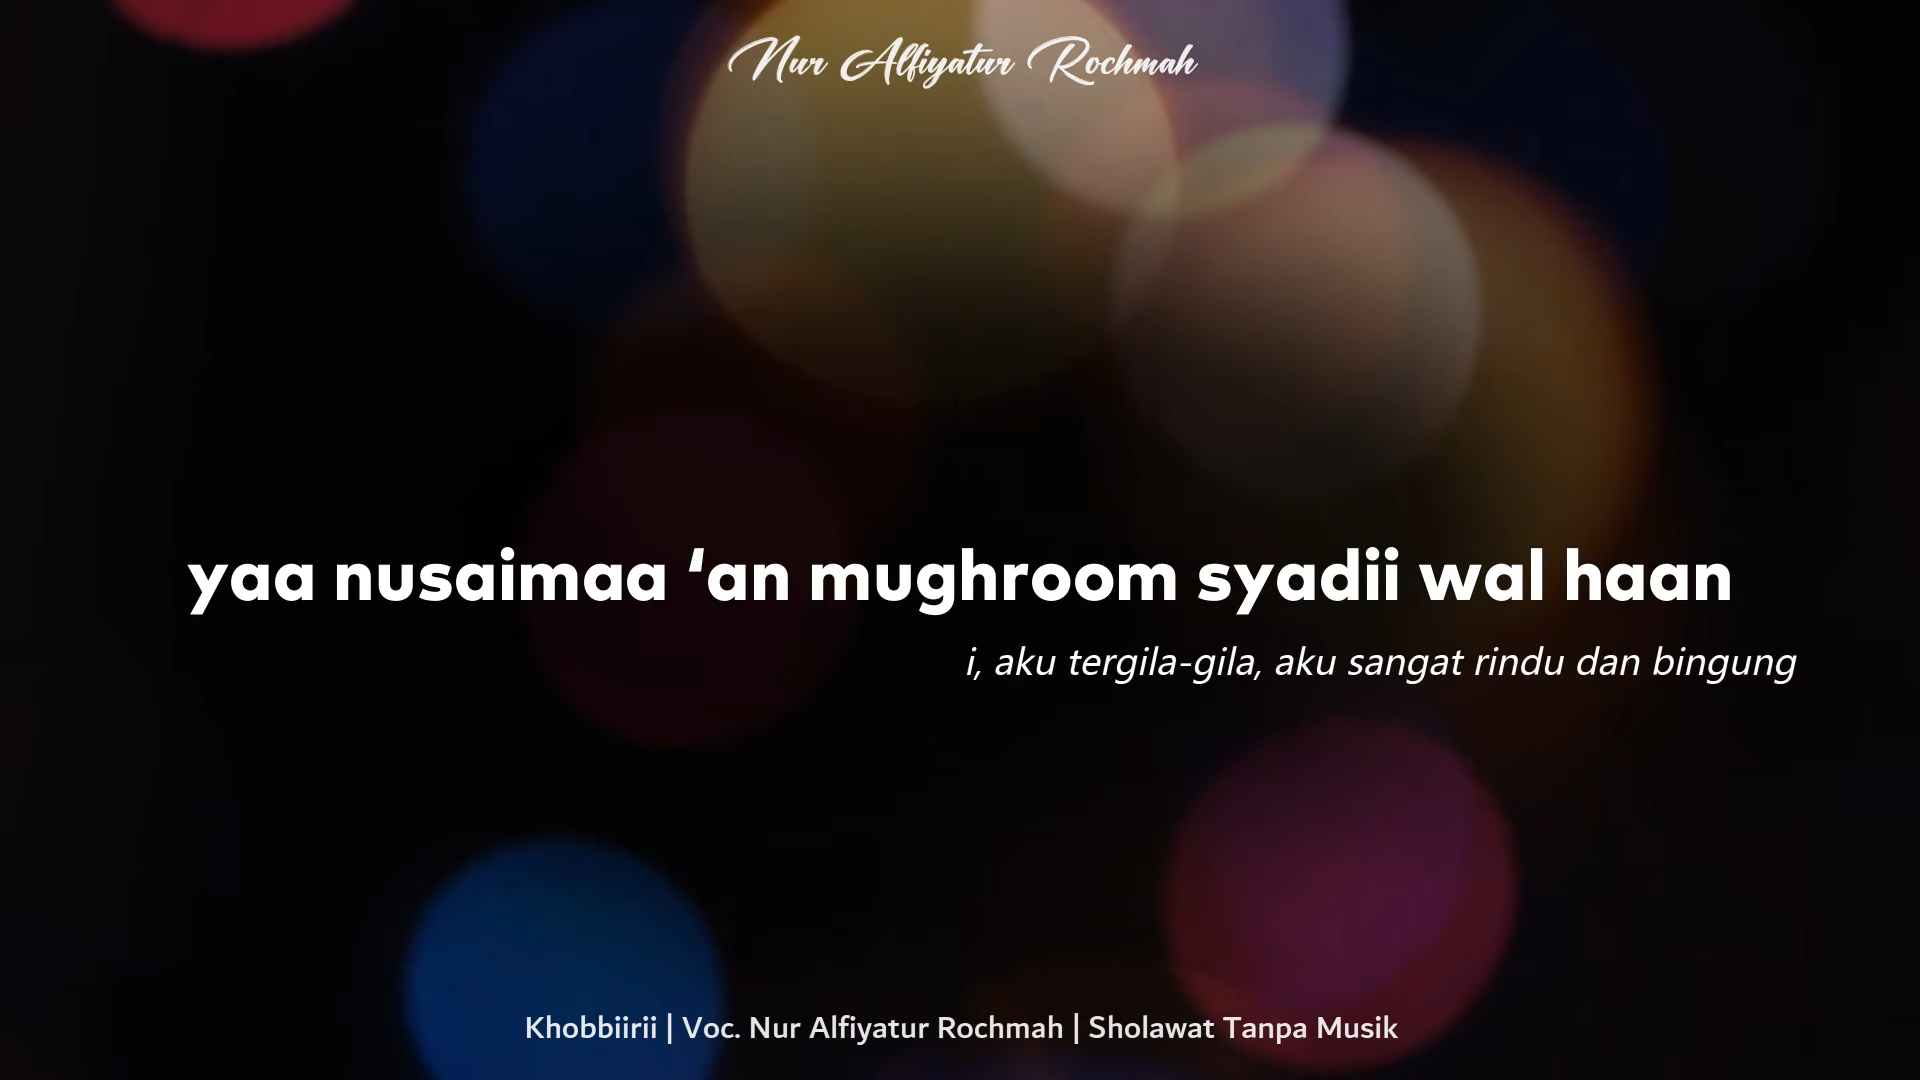 Nur Alfiyatur Rochmah
yaa nusaimaa ‘an mughroom syadii wal haan
i, aku tergila-gila, aku sangat rindu dan bingung
Khobbiirii | Voc. Nur Alfiyatur Rochmah | Sholawat Tanpa Musik